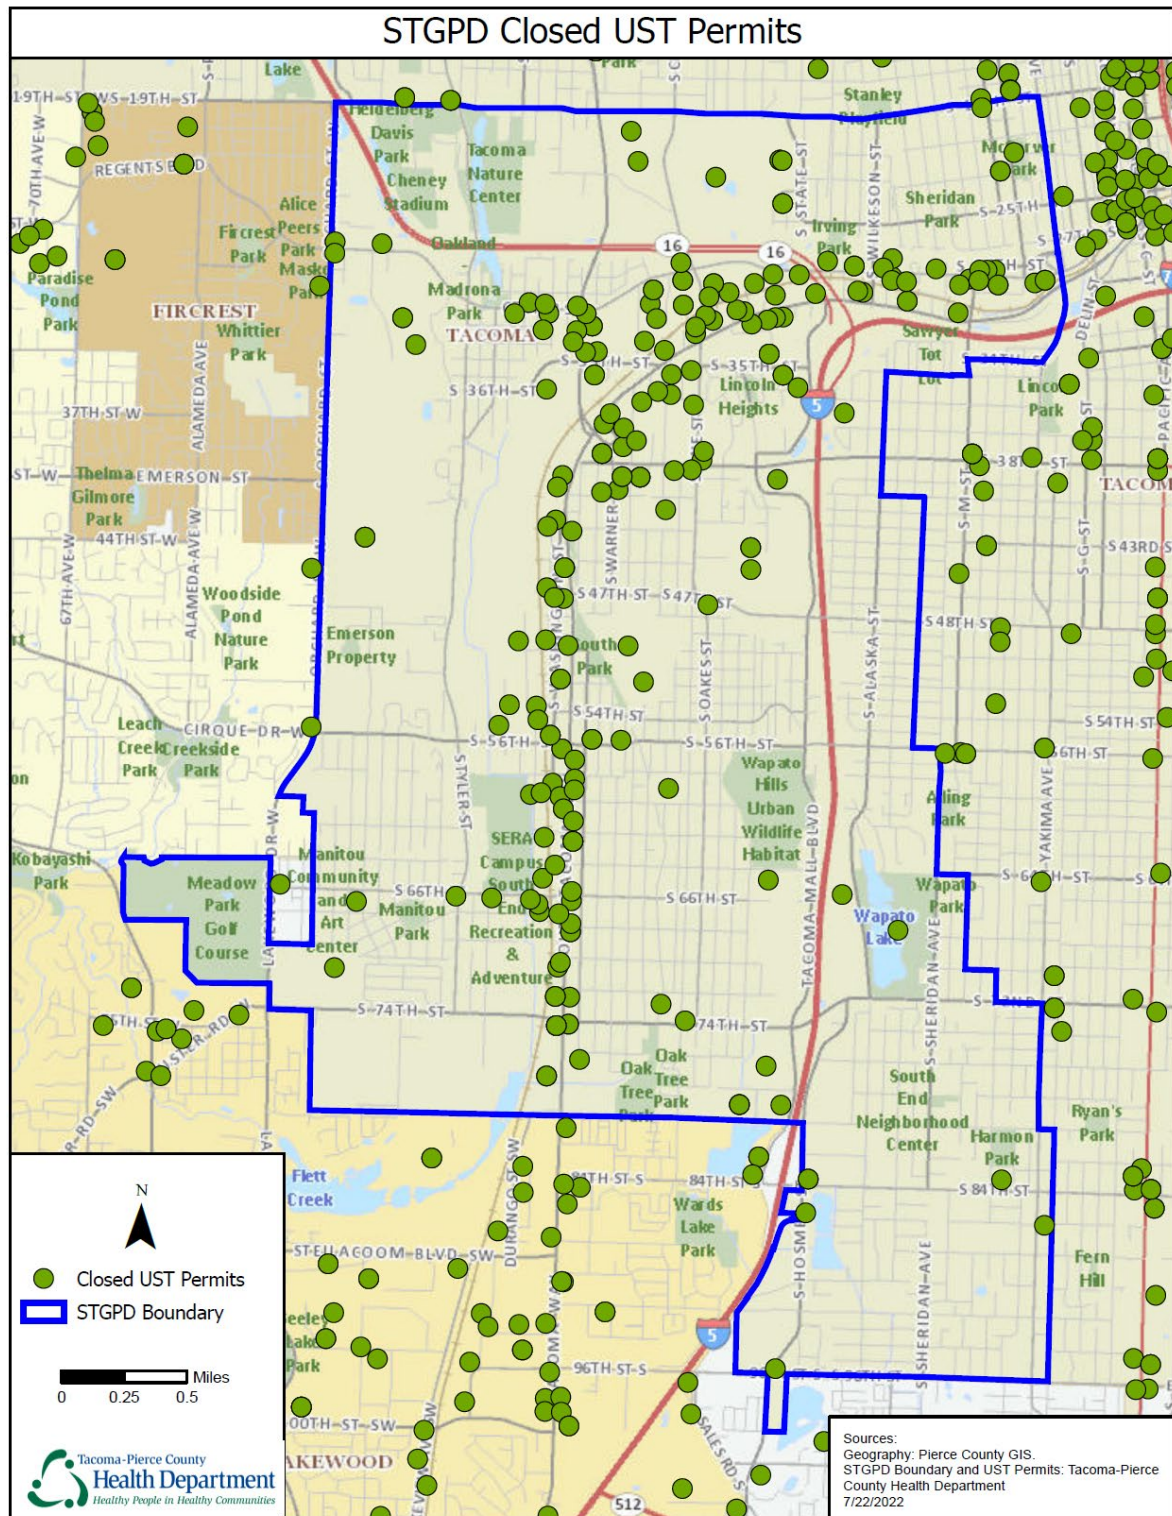 STGPD Closed UST Permits
Lake
Park
19TH ST W
S 19TH ST
Heidelberg
Davis
Park
Cheney
Stadium
Tacoma
Nature
Center
Stanley
Playfield
S STATE ST
S WILKESON ST
Sheridan
Park
S 25TH
70TH AVE W
REGENTS BLVD
Alice
Peers
Park
Fircrest
Park
Oakland
16
16
Irving
Park
Paradise
Pond
Park
FIRCREST
Whittier
Park
Madrona
Park
TACOMA
Sawyer
Tot
Lot
DELIN ST
S G ST
ALAMEDA AVE
S 36TH ST
S 35TH ST
Lincoln
Heights
5
37TH ST W
EMERSON ST
Thelma
Gilmore
Park
S 38TH ST
S M ST
TACOMA
44TH ST W
S 43RD S
S G ST
67TH AVE W
ALAMEDA AVE W
S WARNER
Woodside
Pond
Nature
Park
S 47TH ST
S 47TH ST
S 48TH ST
Emerson
Property
South
Park
S OAKES ST
S ALASKA ST
Leach
Creek
Park
Creekside
Park
CIRQUE DR W
S 54TH ST
S 54TH ST
S 56TH S
S 56TH ST
56TH ST
TYLER ST
Wapato
Hills
Urban
Wildlife
Habitat
TACOMA MALL BLVD
YAKIMA AVE
Kobayashi
Park
Meadow
Park
Golf
Course
Manitou
Community
and
Art
Center
SERA
Campus
South
End
Recreation
&
Adventure
S 66TH
Manitou
Park
S 66TH ST
Wapato
Park
Wapato
Lake
S SHERIDAN AVE
S 74TH ST
74TH ST
Oak
Tree
Park
Oak
Tree
Park
South
End
Neighborhood
Center
Ryan's
Park
Harmon
Park
Flett
Creek
DURANGO ST SW
84TH ST S
84TH ST
S 84TH ST
Wards
Lake
Park
STEILACOOM BLVD SW
S SHERIDAN AVE
Fern
Hill
5
96TH ST S
SALES RD S
LAKEWOOD
512
N
Closed UST Permits
STGPD Boundary
0 0.25 0.5 Miles
Tacoma-Pierce County
Health Department
Healthy People in Healthy Communities
Sources:
Geography: Pierce County GIS.
STGPD Boundary and UST Permits: Tacoma-Pierce
County Health Department
7/22/2022